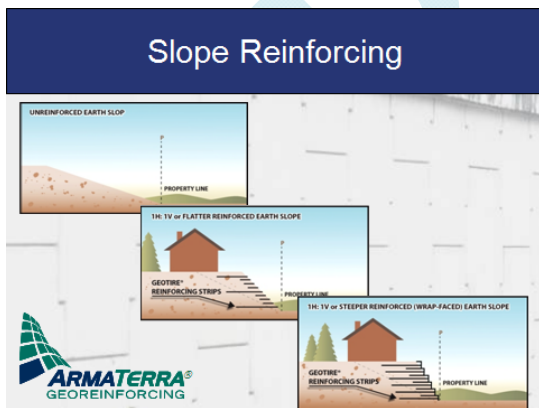 Slope Reinforcing
UNREINFORCED EARTH SLOP
PROPERTY LINE
1H: 1V or FLATTER REINFORCED EARTH SLOPE
GEOTIRE®
REINFORCING STRIPS
PROPERTY LINE
1H: 1V or STEEPER REINFORCED (WRAP-FACED) EARTH SLOPE
GEOTIRE®
REINFORCING STRIPS
PROPERTY LINE
ARMATERRA®
GEOREINFORCING